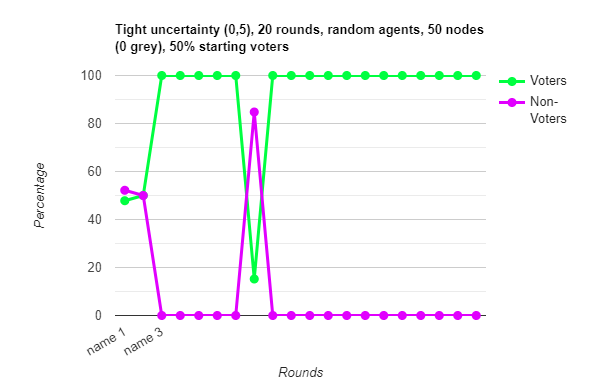 Tight uncertainty (0,5), 20 rounds, random agents, 50 nodes
(0 grey), 50% starting voters
100
80
60
40
20
0
Percentage
name 1
name 3
Rounds
Voters
Non-
Voters